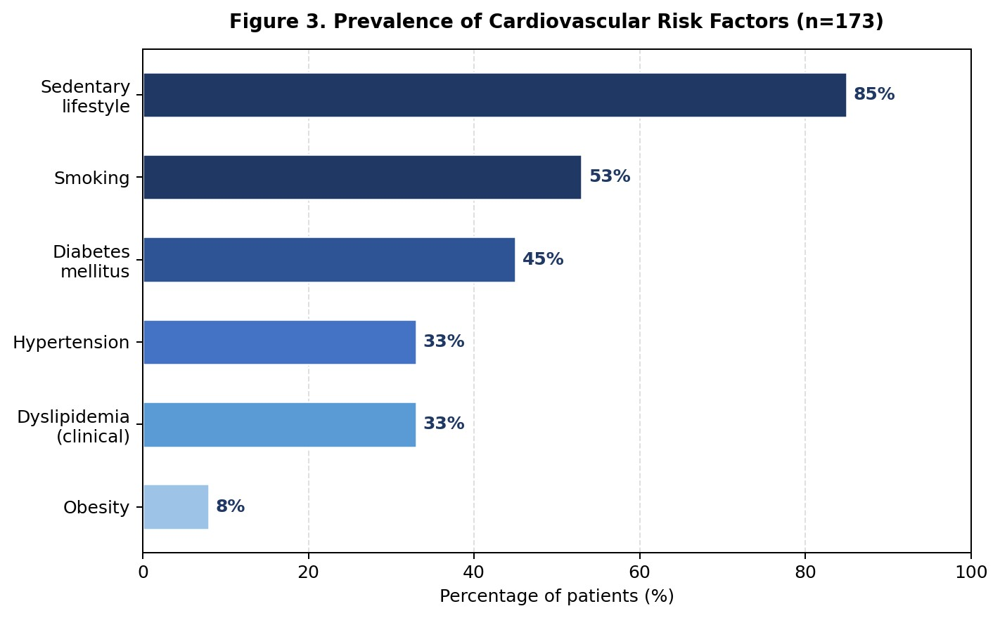 Figure 3. Prevalence of Cardiovascular Risk Factors (n=173)
Sedentary
lifestyle
85%
Smoking
53%
Diabetes
mellitus
45%
Hypertension
33%
Dyslipidemia
(clinical)
33%
Obesity
8%
0 20 40 60 80 100
Percentage of patients (%)